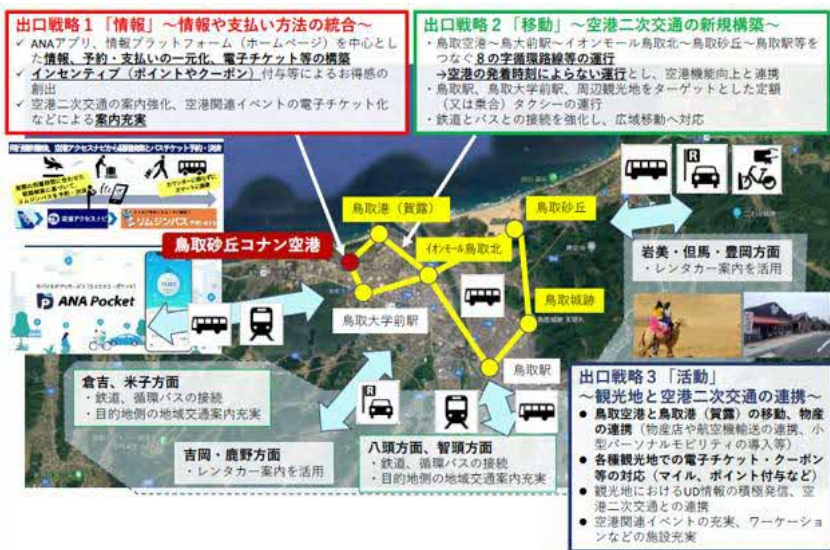 出口戦略1「情報」~情報や支払い方法の統合~
✓ ANAアプリ、情報プラットフォーム(ホームページ)を中心とし
た情報、予約・支払いの一元化、電子チケット等の構築
✓ インセンティブ(ポイントやクーポン)付与等によるお得感の
創出
✓ 空港二次交通の案内強化、空港関連イベントの電子チケット化
などによる案内充実
出口戦略2「移動」~空港二次交通の新規構築~
・鳥取空港~鳥大前駅~イオンモール鳥取北~鳥取砂丘~鳥取駅等を
つなぐ8の字循環路線等の運行
→空港の発着時刻によらない運行とし、空港機能向上と連携
・鳥取駅、鳥取大学前駅、周辺観光地をターゲットとした定額
(又は乗合)タクシーの運行
・鉄道とバスとの接続を強化し、広域移動へ対応
空港アクセスナビ
リムジンバス
ANA Pocket
鳥取砂丘コナン空港
鳥取港(賀露)
イオンモール鳥取北
鳥取砂丘
鳥取城跡
鳥取大学前駅
鳥取駅
R
岩美・但馬・豊岡方面
・レンタカー案内を活用
倉吉、米子方面
・鉄道、循環バスの接続
・目的地側の地域交通案内充実
R
吉岡・鹿野方面
・レンタカー案内を活用
八頭方面、智頭方面
・鉄道、循環バスの接続
・目的地側の地域交通案内充実
出口戦略3「活動」
~観光地と空港二次交通の連携~
● 鳥取空港と鳥取港(賀露)の移動、物産
の連携(物産店や航空機輸送の連携、小
型パーソナルモビリティの導入等)
● 各種観光地での電子チケット・クーポン
等の対応(マイル、ポイント付与など)
● 観光地におけるUD情報の積極発信、空
港二次交通との連携
● 空港関連イベントの充実、ワーケーショ
ンなどの施設充実